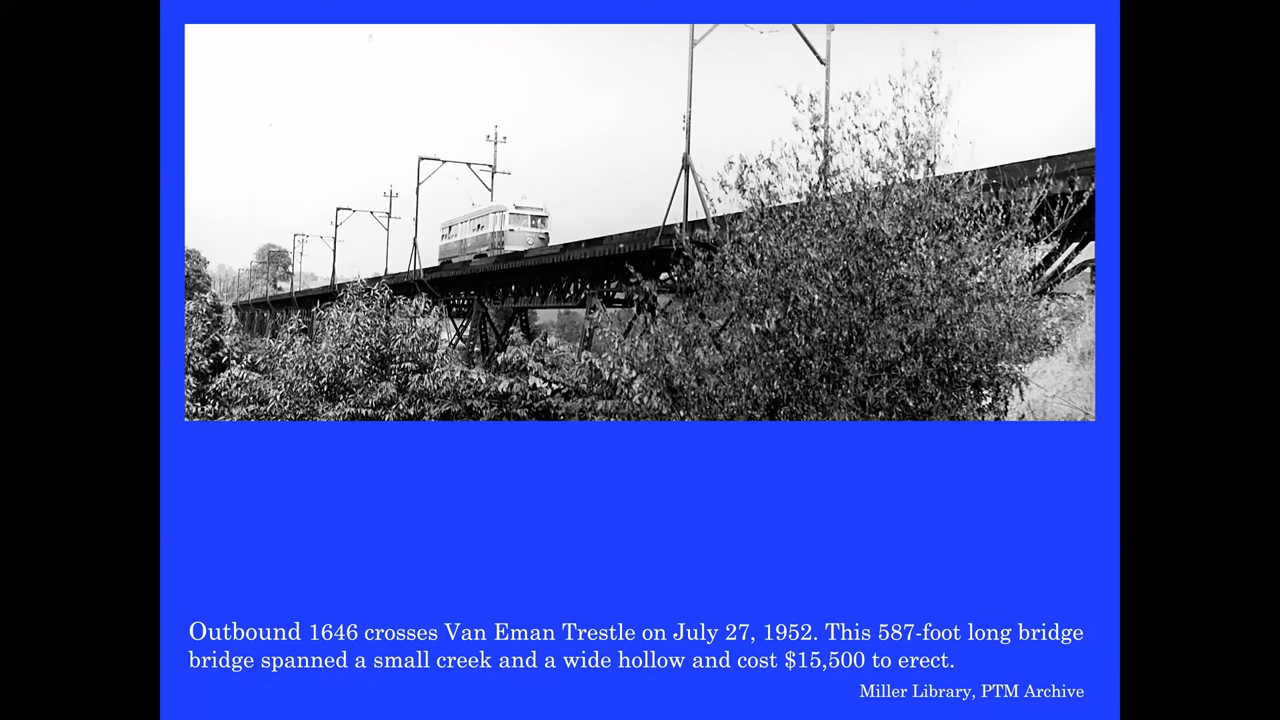 Outbound 1646 crosses Van Eman Trestle on July 27, 1952. This 587-foot long bridge
bridge spanned a small creek and a wide hollow and cost $15,500 to erect.
Miller Library, PTM Archive